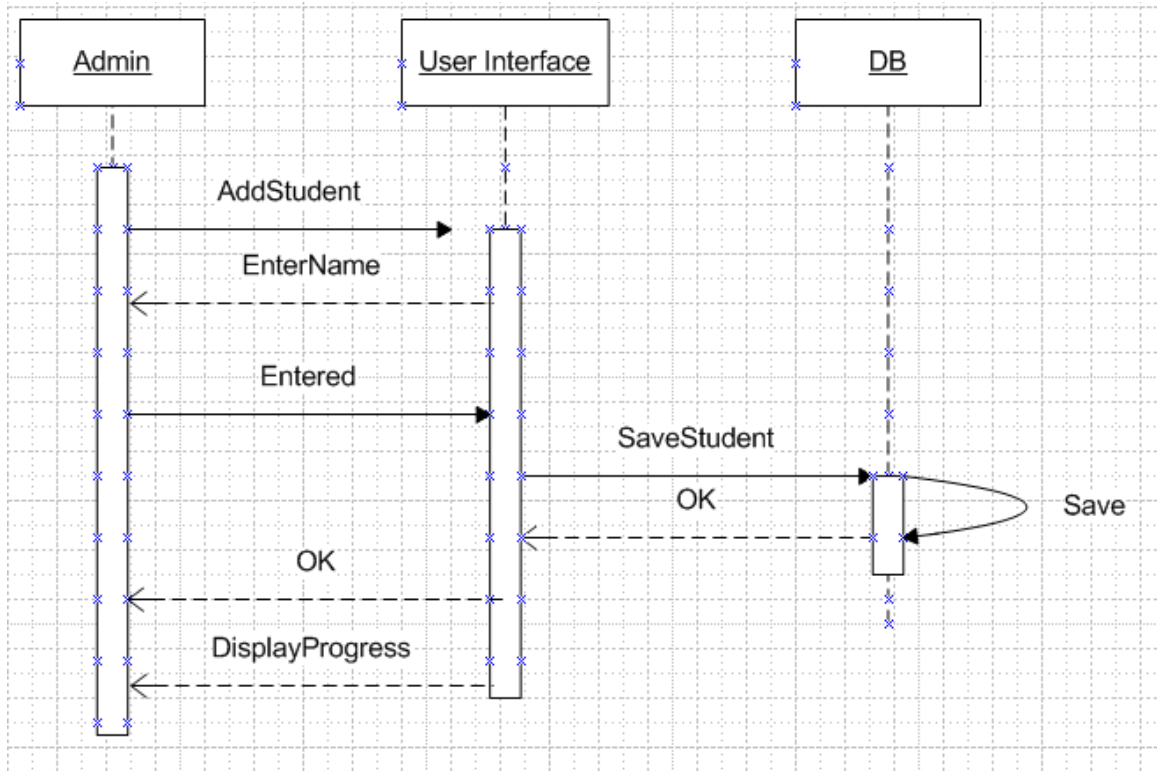 Admin
User Interface
DB
AddStudent
EnterName
Entered
SaveStudent
OK
Save
OK
DisplayProgress